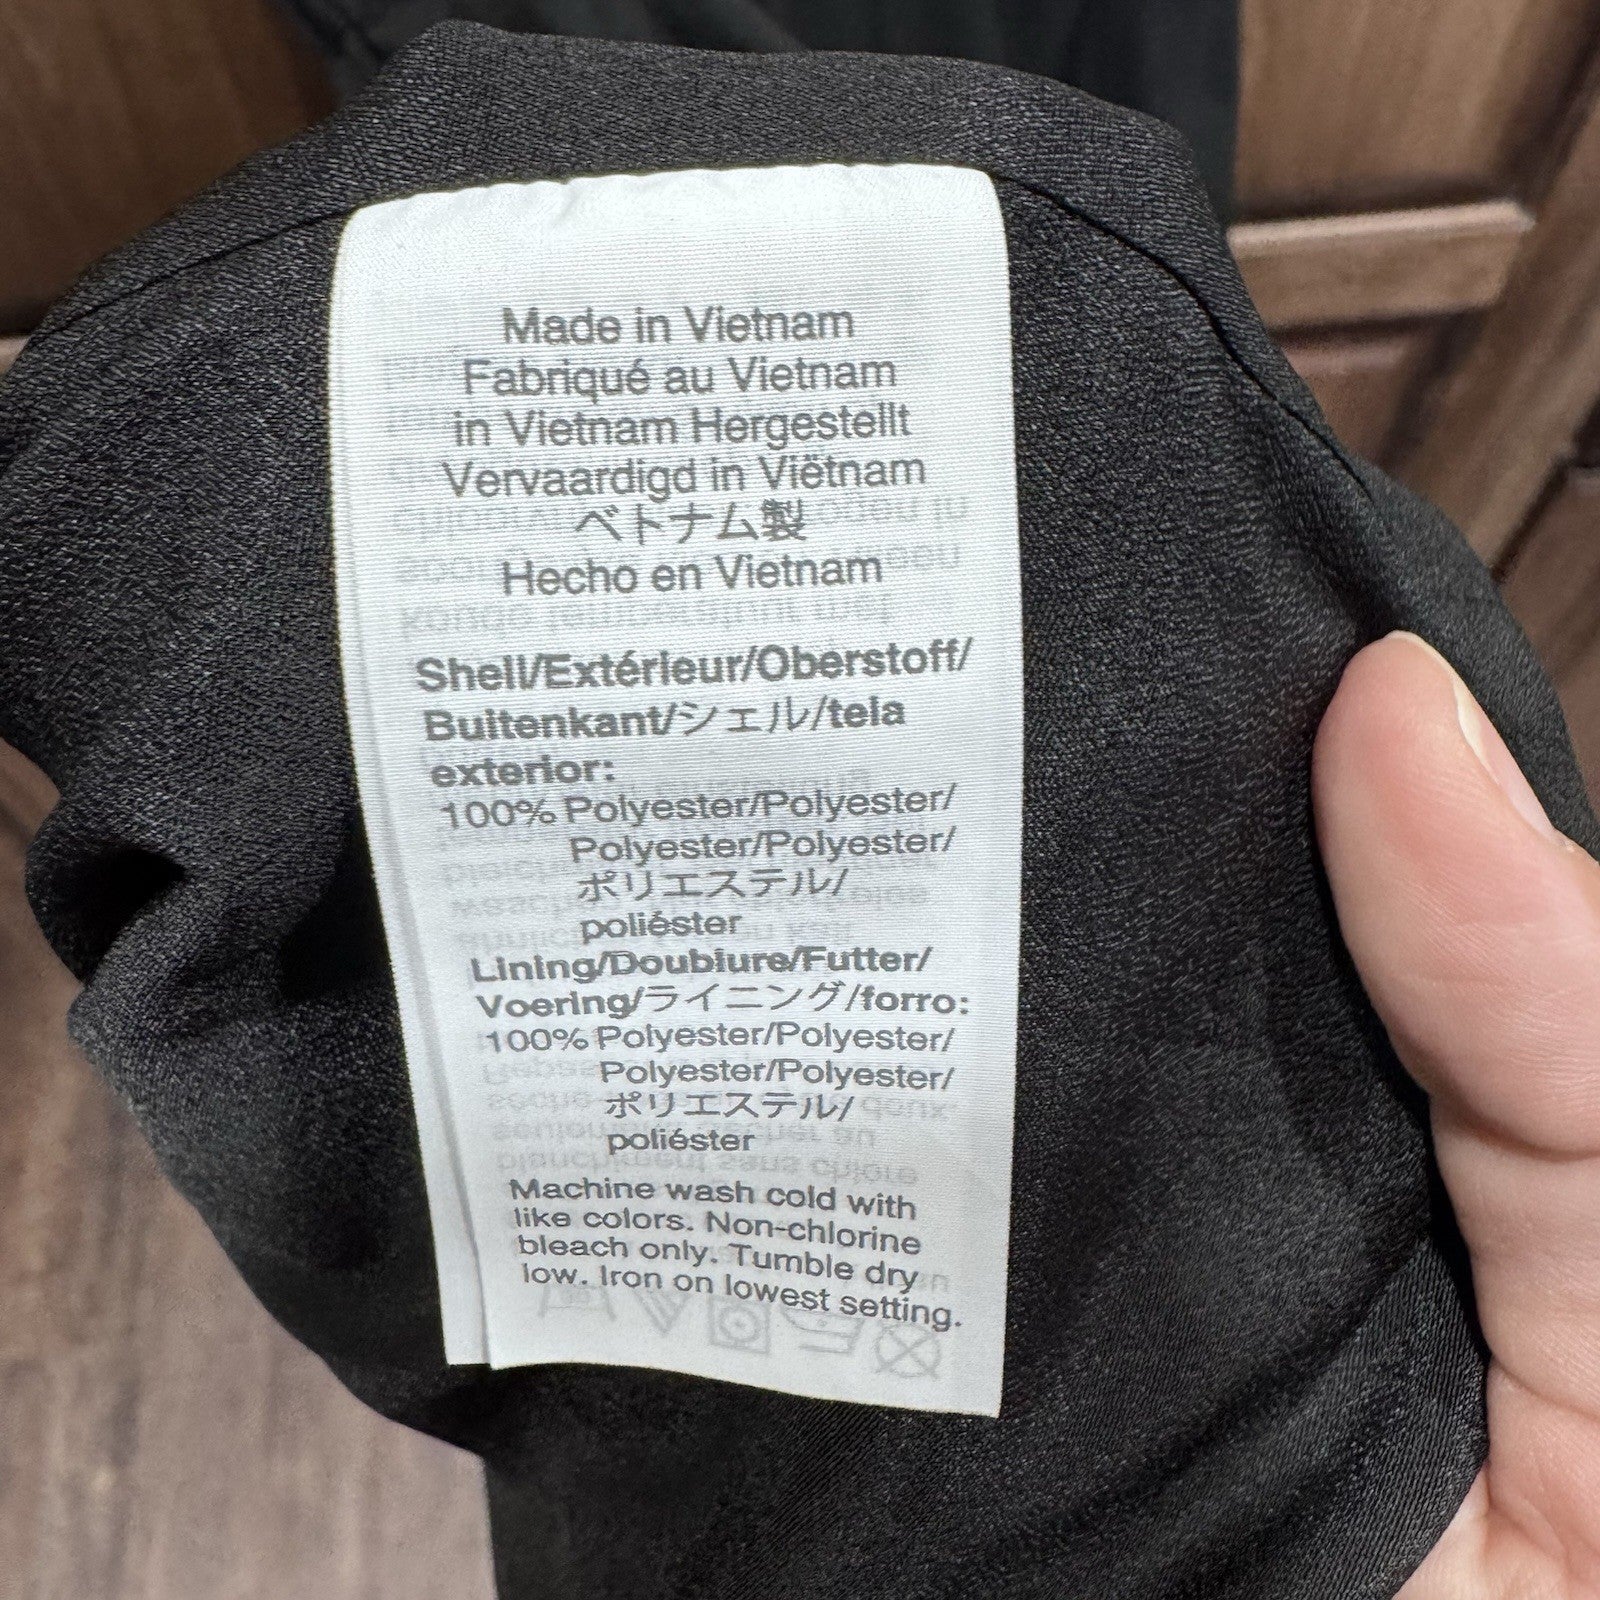 Made in Vietnam
Fabriqué au Vietnam
in Vietnam Hergestellt
Vervaardigd in Viëtnam
ベトナム製
Hecho en Vietnam
Shell/Extérieur/Oberstoff/
Buitenkant/シェル/tela
exterior:
100% Polyester/Polyester/
Polyester/Polyester/
ポリエステル/
poliéster
Lining/Doublure/Futter/
Voering/ライニング/forro:
100% Polyester/Polyester/
Polyester/Polyester/
ポリエステル/
poliéster
Machine wash cold with
like colors. Non-chlorine
bleach only. Tumble dry
low. Iron on lowest setting.